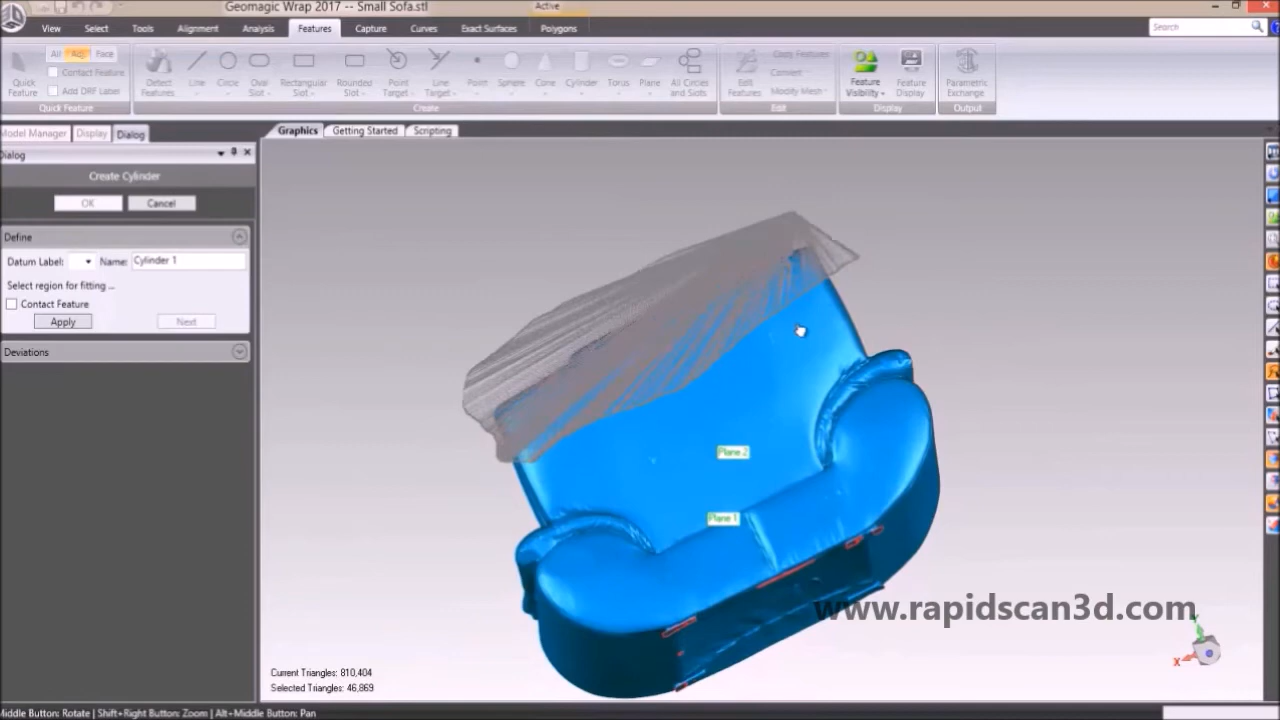 Geomagic Wrap 2017 -- Small Sofa.stl
Active
View Select Tools Alignment Analysis Features Capture Curves Exact Surfaces Polygons
Search
All Face
Contact Feature
Add DRF Label
Quick Feature
Detect Features
Line
Circle
Oval Slot
Rectangular Slot
Rounded Slot
Point Target
Line Target
Point
Sphere
Cone
Cylinder
Torus
Plane
All Circles and Slots
Edit Features
Convert
Modify Mesh
Feature Visibility
Feature Display
Parametric Exchange
Quick Feature
Create
Edit
Display
Output
Model Manager Display Dialog
Graphics Getting Started Scripting
Dialog
Create Cylinder
OK Cancel
Define
Datum Label: Name: Cylinder 1
Select region for fitting ...
Contact Feature
Apply Next
Deviations
Plane 2
Plane 1
www.rapidscan3d.com
X
Current Triangles: 810,404
Selected Triangles: 46,869
Middle Button: Rotate | Shift+Right Button: Zoom | Alt+Middle Button: Pan